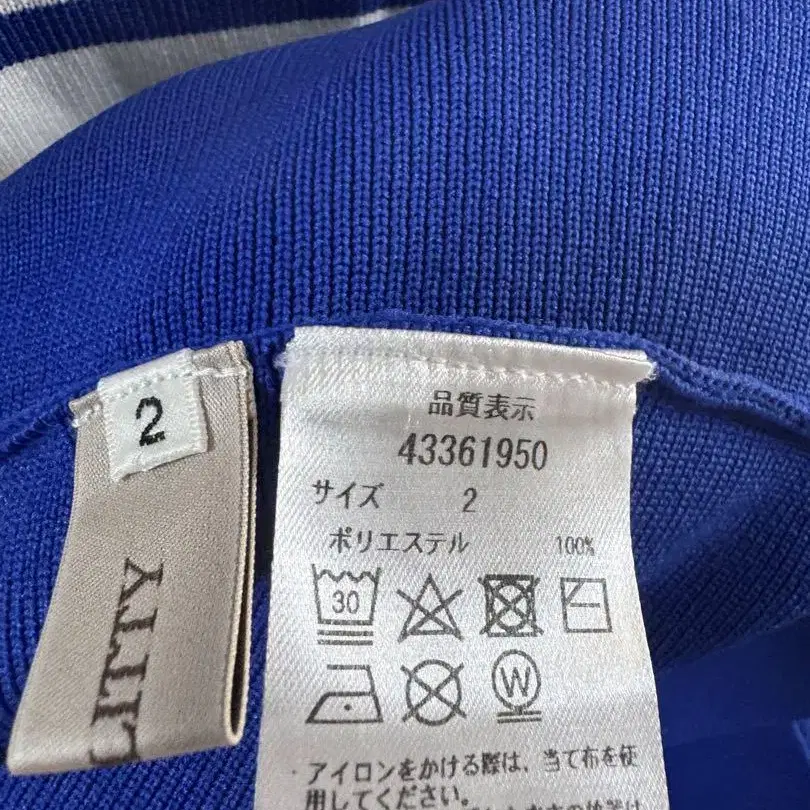 2
LITTY
品質表示
43361950
サイズ 2
ポリエステル 100%
30
W
・アイロンをかける際は、当て布を使
用してください。